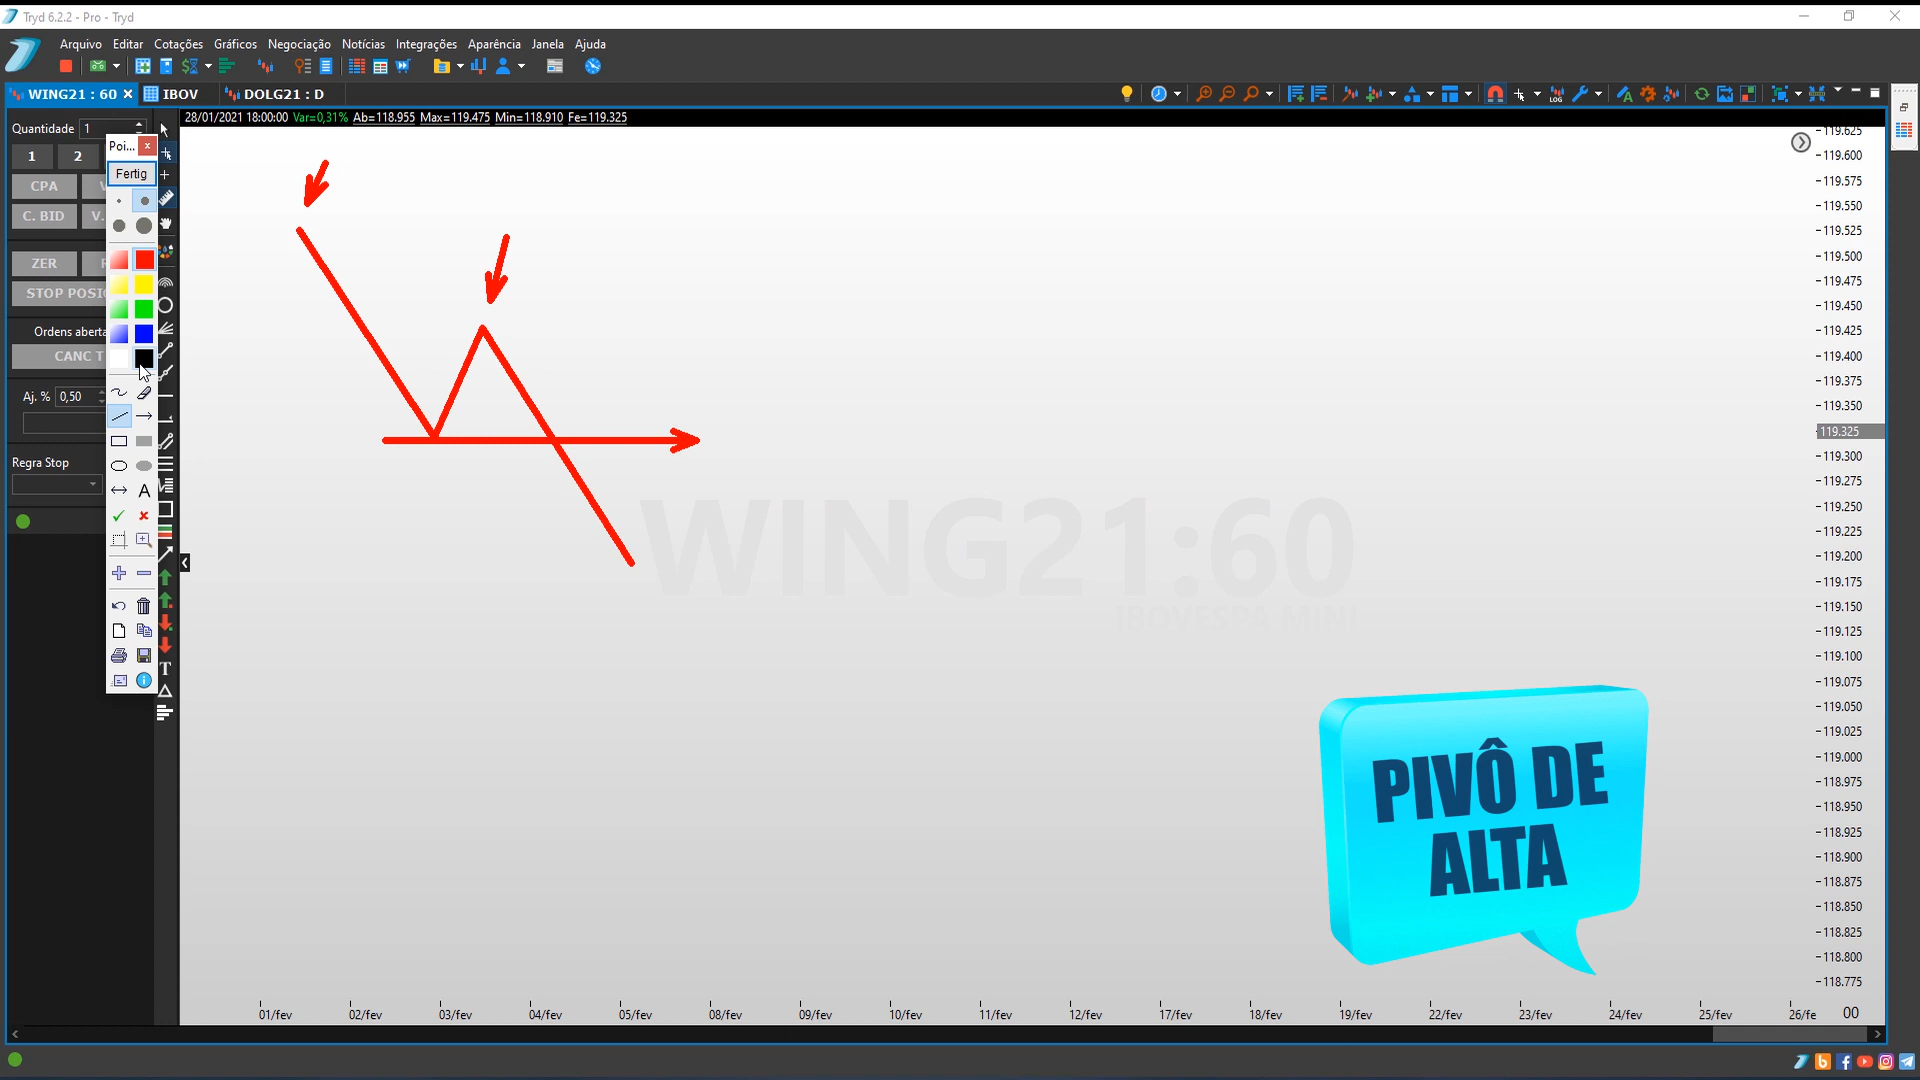 Tryd 6.2.2 - Pro - Tryd
Arquivo Editar Cotações Gráficos Negociação Notícias Integrações Aparência Janela Ajuda
WING21 : 60 IBOV DOLG21 : D
LOG
Quantidade 1
28/01/2021 18:00:00 Var=0,31% Ab=118.955 Max=119.475 Min=118.910 Fe=119.325
Poi...
1 2
Fertig
CPA V
C. BID V.
ZER
STOP POSIÇ
Ordens aberta
CANC T
Aj. % 0,50
Regra Stop
A
T
119.625
119.600
119.575
119.550
119.525
119.500
119.475
119.450
119.425
119.400
119.375
119.350
119.325
119.300
119.275
119.250
119.225
119.200
119.175
119.150
119.125
119.100
119.075
119.050
119.025
119.000
118.975
118.950
118.925
118.900
118.875
118.850
118.825
118.800
118.775
WING21:60
IBOVESPA MINI
PIVÔ DE
ALTA
01/fev 02/fev 03/fev 04/fev 05/fev 08/fev 09/fev 10/fev 11/fev 12/fev 17/fev 18/fev 19/fev 22/fev 23/fev 24/fev 25/fev 26/fe 00